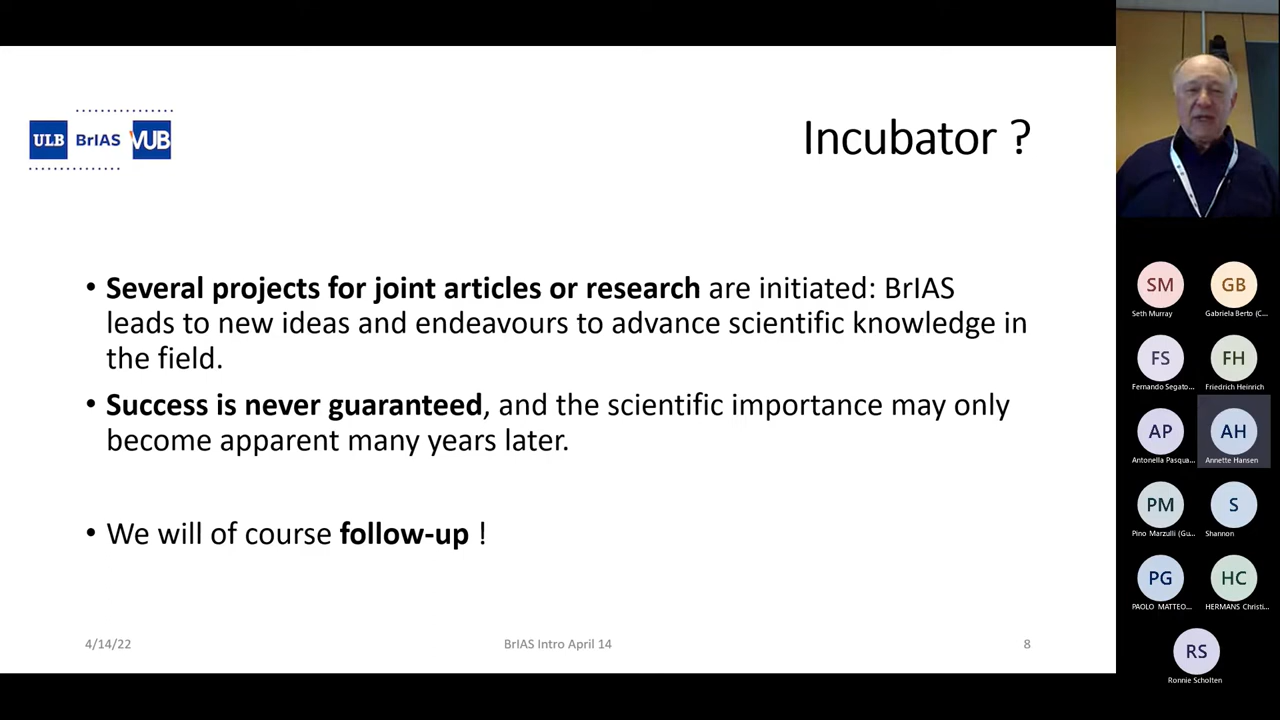 ULB BrIAS VUB
Incubator ?
• Several projects for joint articles or research are initiated: BrIAS
leads to new ideas and endeavours to advance scientific knowledge in
the field.
• Success is never guaranteed, and the scientific importance may only
become apparent many years later.
• We will of course follow-up !
4/14/22
BrIAS Intro April 14
8
SM
GB
Seth Murray
Gabriela Berto (C...
FS
FH
Fernando Segato...
Friedrich Heinrich
AP
AH
Antonella Pasqua...
Annette Hansen
PM
S
Pino Marzulli (Gu...
Shannon
PG
HC
PAOLO MATTEO...
HERMANS Christi...
RS
Ronnie Scholten